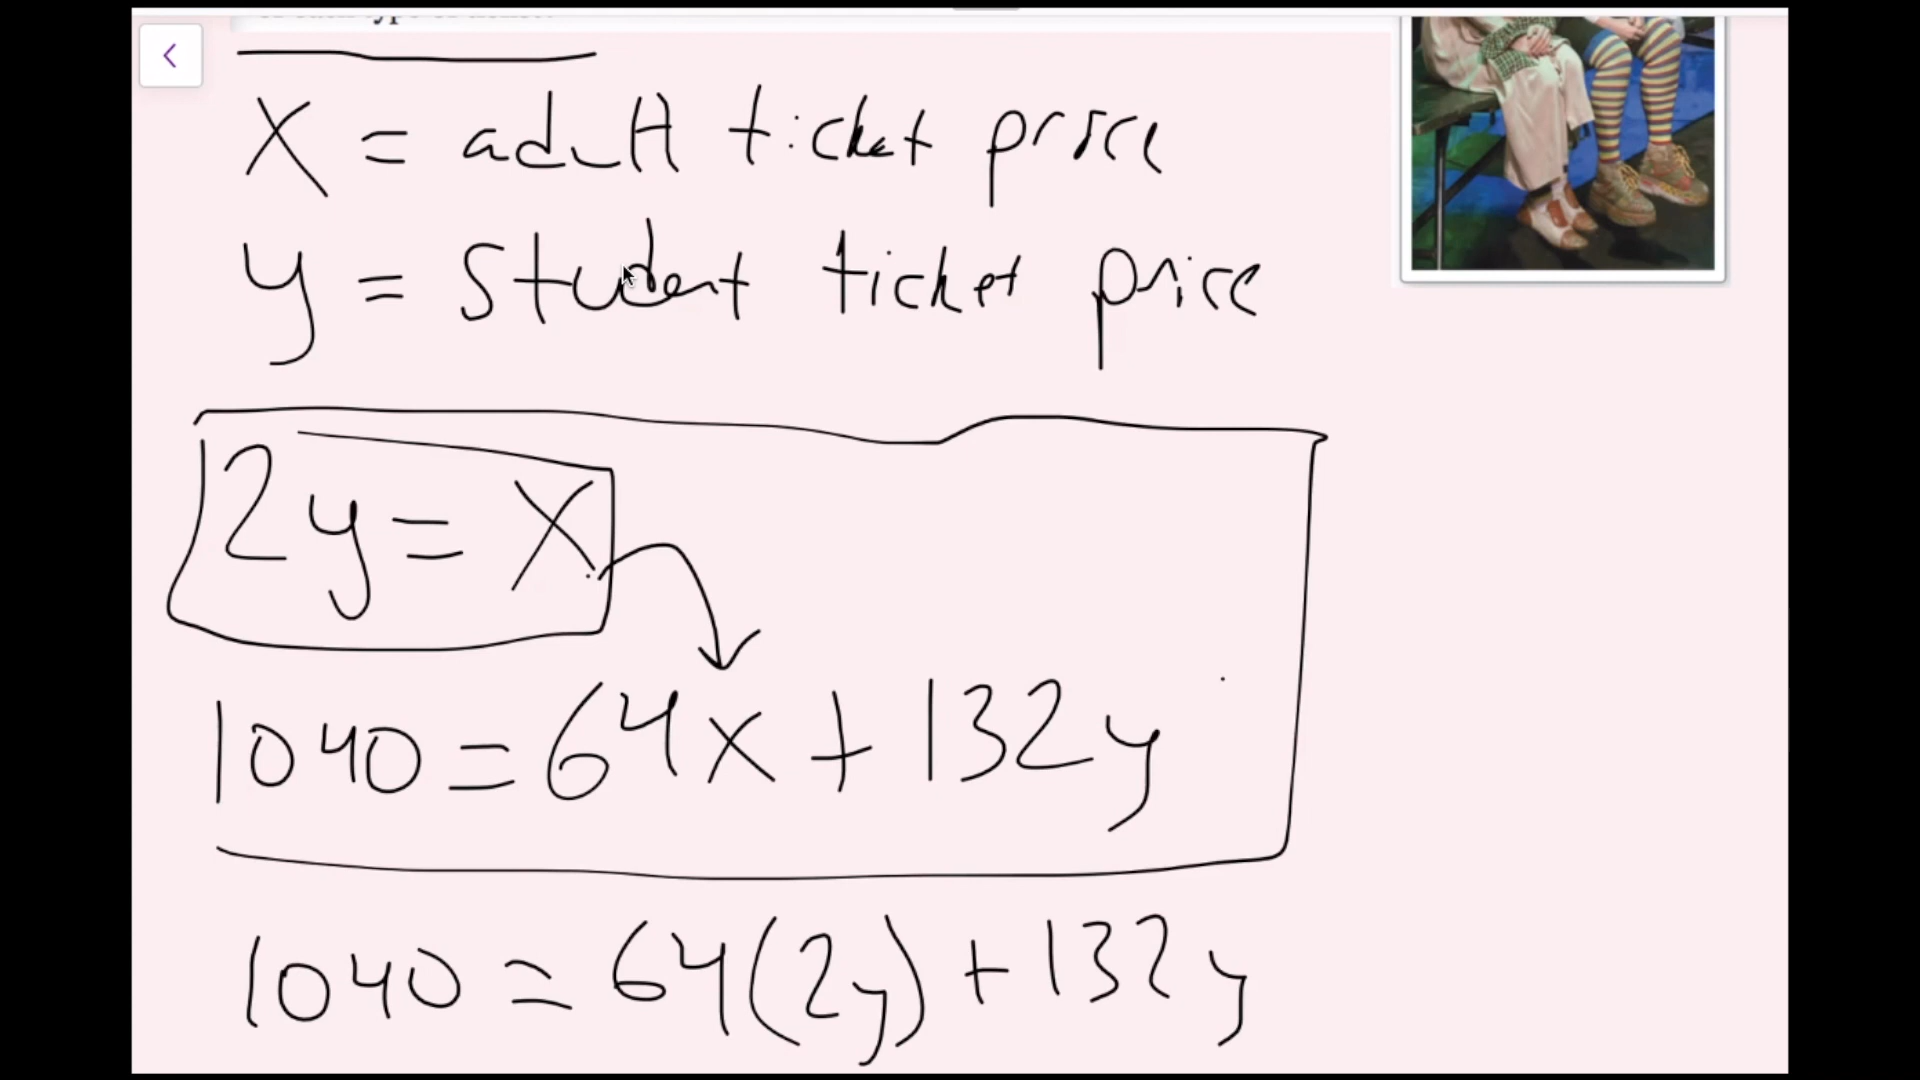 X = adult ticket price
y = student ticket price
2y = X
1040 = 64x + 132y
1040 = 64(2y) + 132y